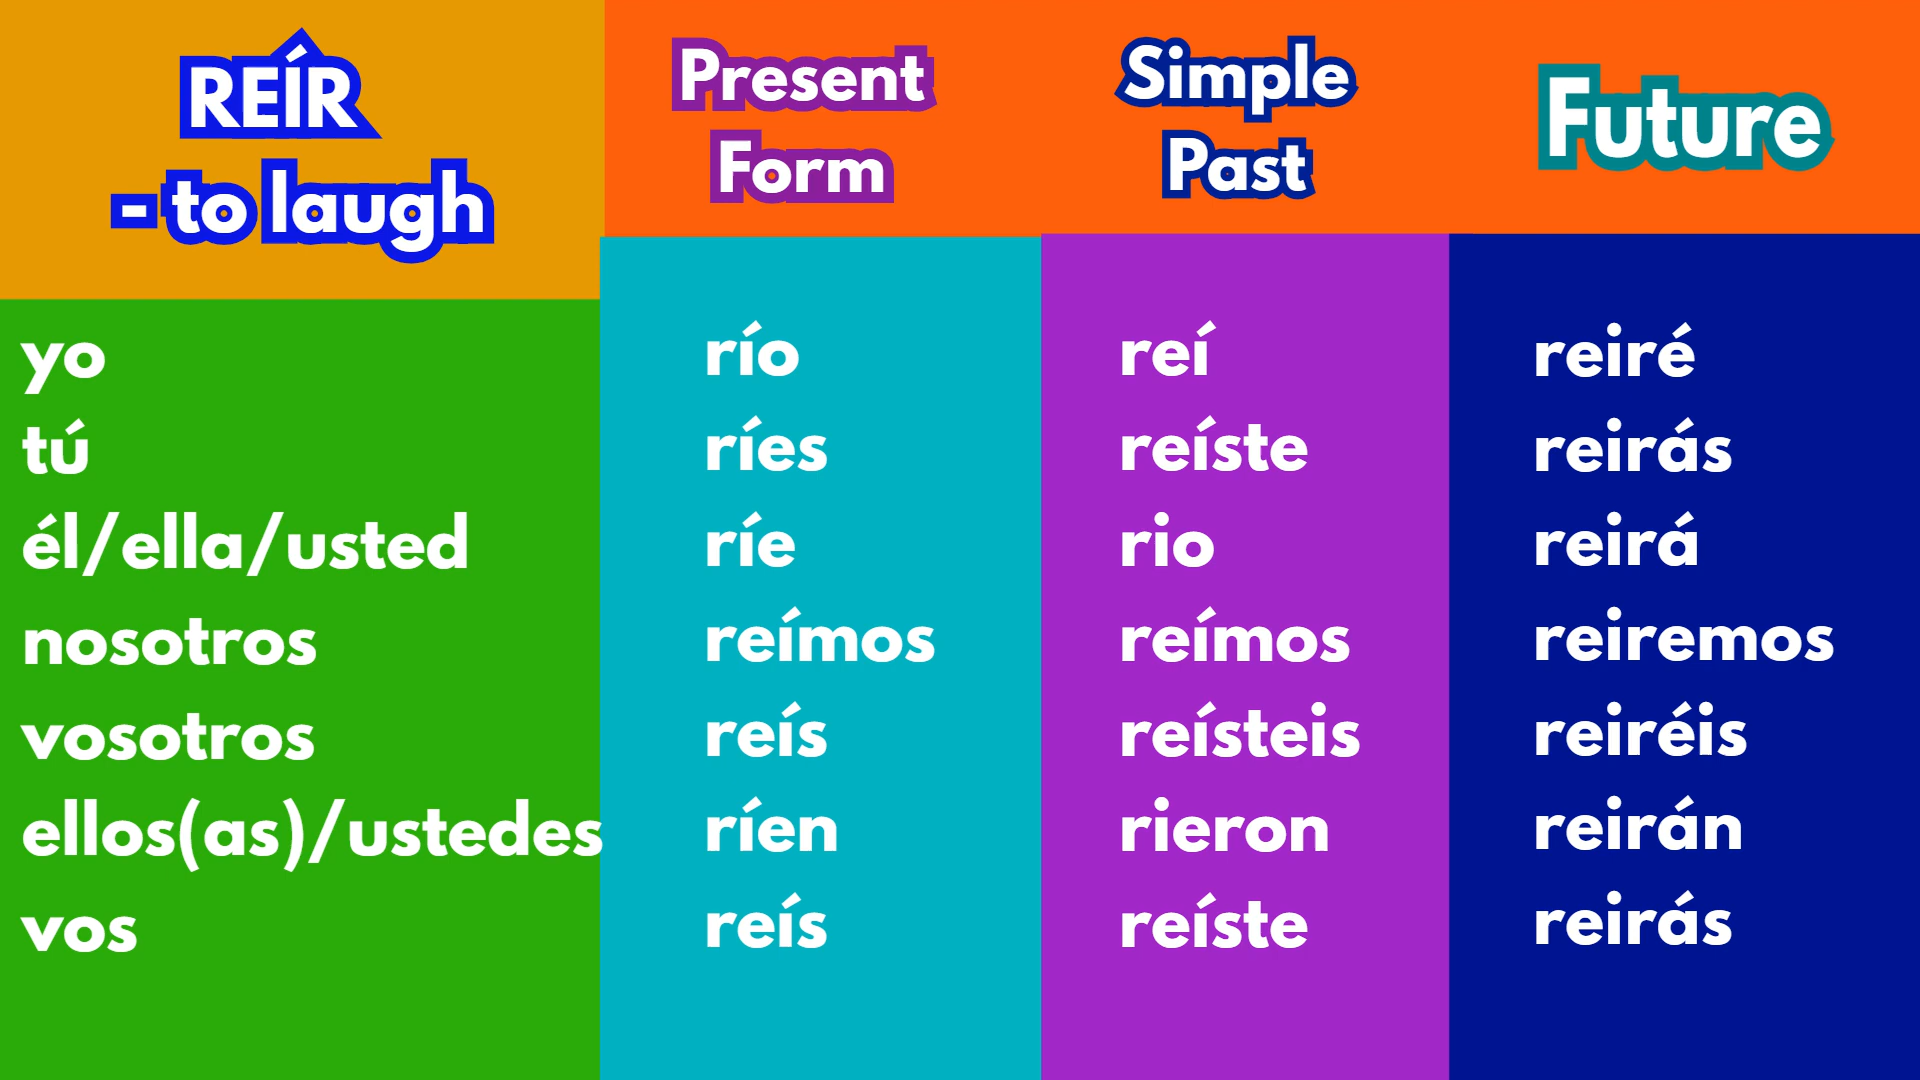 REÍR
- to laugh
Present
Form
Simple
Past
Future
yo río reí reiré
tú ríes reíste reirás
él/ella/usted ríe rio reirá
nosotros reímos reímos reiremos
vosotros reís reísteis reiréis
ellos(as)/ustedes ríen rieron reirán
vos reís reíste reirás